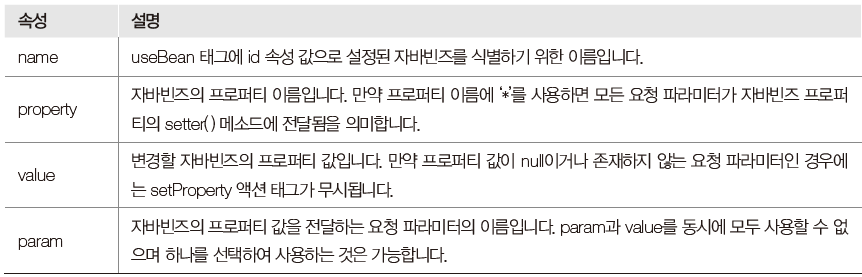 속성 설명
name useBean 태그에 id 속성 값으로 설정된 자바빈즈를 식별하기 위한 이름입니다.
property 자바빈즈의 프로퍼티 이름입니다. 만약 프로퍼티 이름에 ‘*’를 사용하면 모든 요청 파라미터가 자바빈즈 프로퍼
티의 setter( ) 메소드에 전달됨을 의미합니다.
value 변경할 자바빈즈의 프로퍼티 값입니다. 만약 프로퍼티 값이 null이거나 존재하지 않는 요청 파라미터인 경우에
는 setProperty 액션 태그가 무시됩니다.
param 자바빈즈의 프로퍼티 값을 전달하는 요청 파라미터의 이름입니다. param과 value를 동시에 모두 사용할 수 없
으며 하나를 선택하여 사용하는 것은 가능합니다.